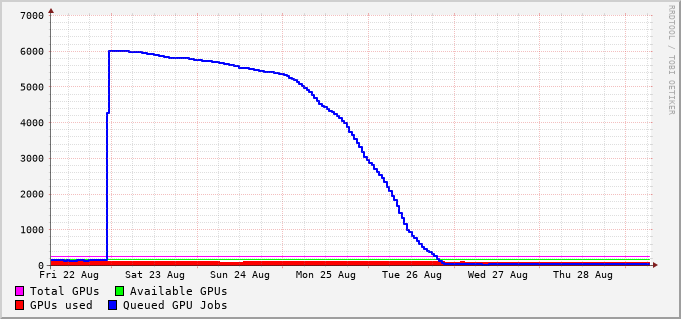 RRDTOOL / TOBI OETIKER
7000
6000
5000
4000
3000
2000
1000
0
Fri 22 Aug Sat 23 Aug Sun 24 Aug Mon 25 Aug Tue 26 Aug Wed 27 Aug Thu 28 Aug
Total GPUs Available GPUs
GPUs used Queued GPU Jobs